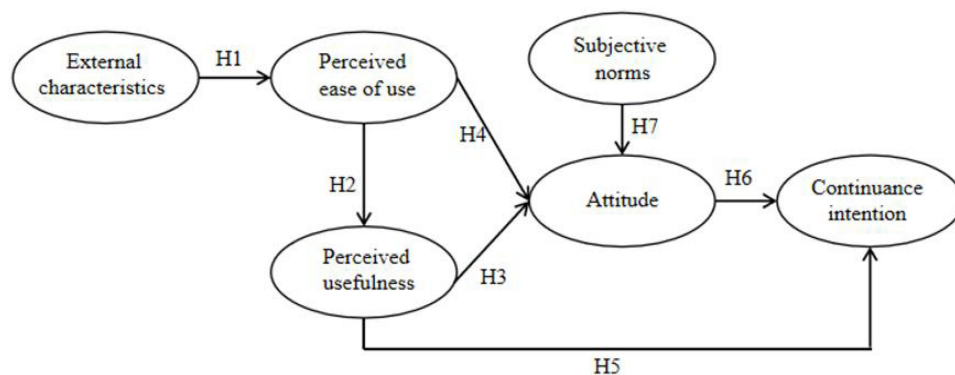 External
characteristics
H1
Perceived
ease of use
Subjective
norms
H4
H7
H2
Attitude
H6
Continuance
intention
Perceived
usefulness
H3
H5